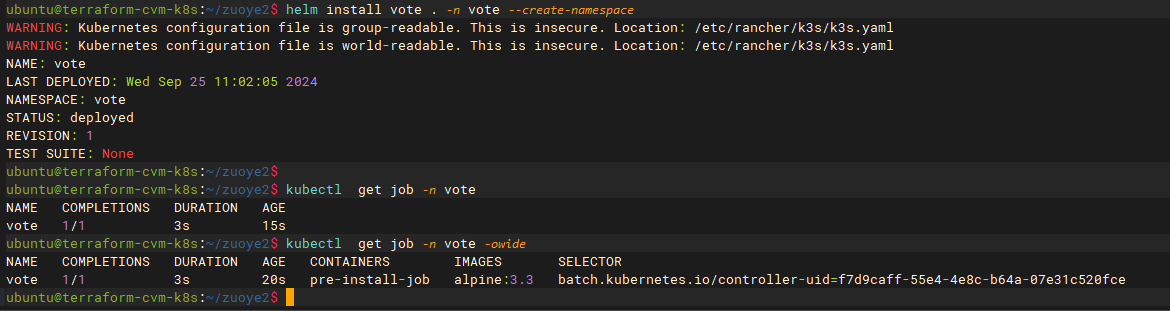 ubuntu@terraform-cvm-k8s:~/zuoye2$ helm install vote . -n vote --create-namespace
WARNING: Kubernetes configuration file is group-readable. This is insecure. Location: /etc/rancher/k3s/k3s.yaml
WARNING: Kubernetes configuration file is world-readable. This is insecure. Location: /etc/rancher/k3s/k3s.yaml
NAME: vote
LAST DEPLOYED: Wed Sep 25 11:02:05 2024
NAMESPACE: vote
STATUS: deployed
REVISION: 1
TEST SUITE: None
ubuntu@terraform-cvm-k8s:~/zuoye2$
ubuntu@terraform-cvm-k8s:~/zuoye2$ kubectl  get job -n vote
NAME   COMPLETIONS   DURATION   AGE
vote   1/1           3s         15s
ubuntu@terraform-cvm-k8s:~/zuoye2$ kubectl  get job -n vote -owide
NAME   COMPLETIONS   DURATION   AGE   CONTAINERS        IMAGES       SELECTOR
vote   1/1           3s         20s   pre-install-job   alpine:3.3   batch.kubernetes.io/controller-uid=f7d9caff-55e4-4e8c-b64a-07e31c520fce
ubuntu@terraform-cvm-k8s:~/zuoye2$